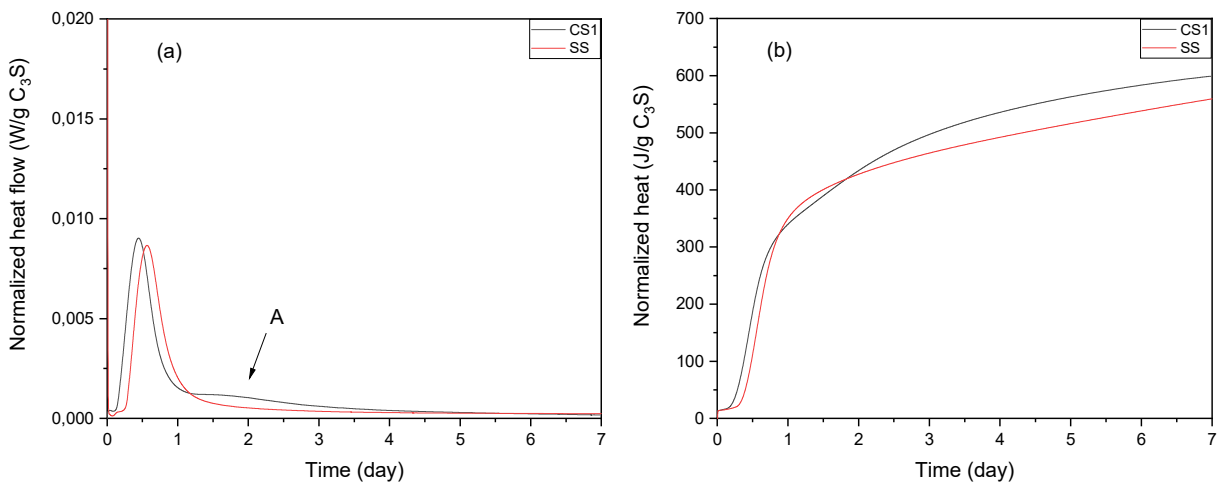 (a)
CS1
SS
A
Normalized heat flow (W/g C₃S)
0,020
0,015
0,010
0,005
0,000
0 1 2 3 4 5 6 7
Time (day)
(b)
CS1
SS
Normalized heat (J/g C₃S)
700
600
500
400
300
200
100
0
0 1 2 3 4 5 6 7
Time (day)